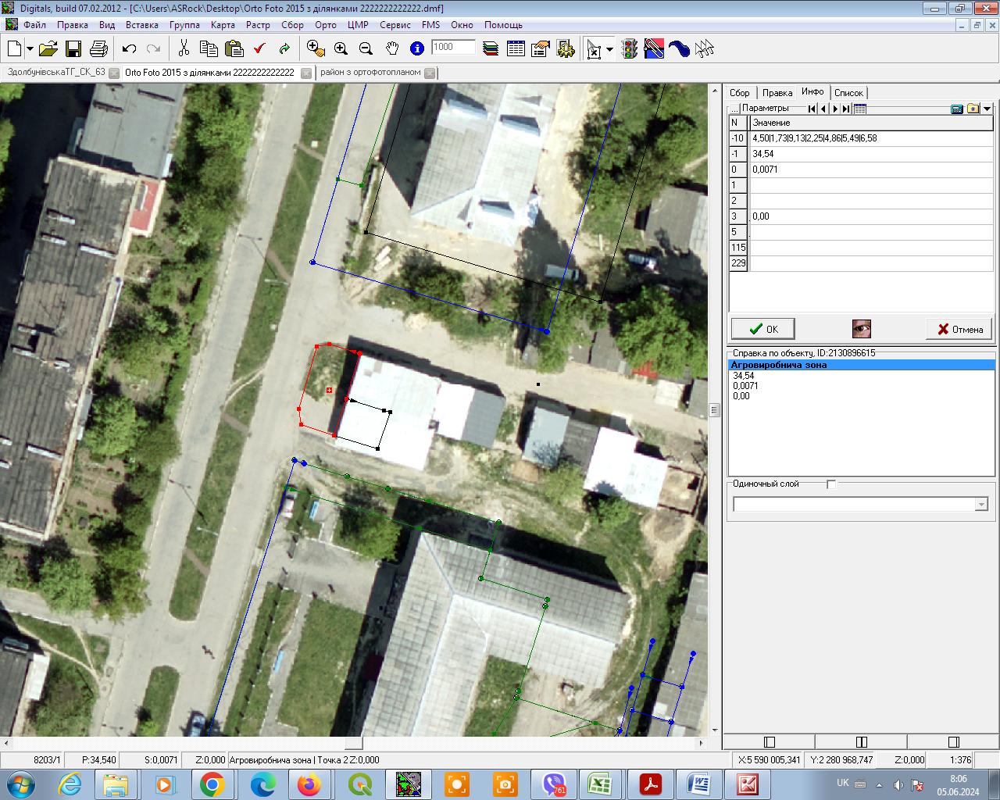 Digitals, build 07.02.2012 - [C:\Users\ASRock\Desktop\Orto Foto 2015 з ділянками 2222222222222.dmf]
Файл Правка Вид Вставка Группа Карта Растр Сбор Орто ЦМР Сервис FMS Окно Помощь
1000
ЗдолбунівськаТГ_СК_63 Orto Foto 2015 з ділянками 2222222222222 район з ортофотопланом
Сбор Правка Инфо Список
... Параметры
N Значение
-10 4,50|1,73|9,13|2,25|4,86|5,49|6,58
-1 34,54
0 0,0071
1
2
3 0,00
5
115
229
OK Отмена
Справка по объекту, ID:2130896615
Агровиробнича зона
34,54
0,0071
0,00
Одиночный слой
8203/1 P:34,540 S:0,0071 Z:0,000 Агровиробнича зона | Точка 2 Z:0,000 X:5 590 005,341 Y:2 280 968,747 Z:0,000 1:376
761
UK
8:06
05.06.2024